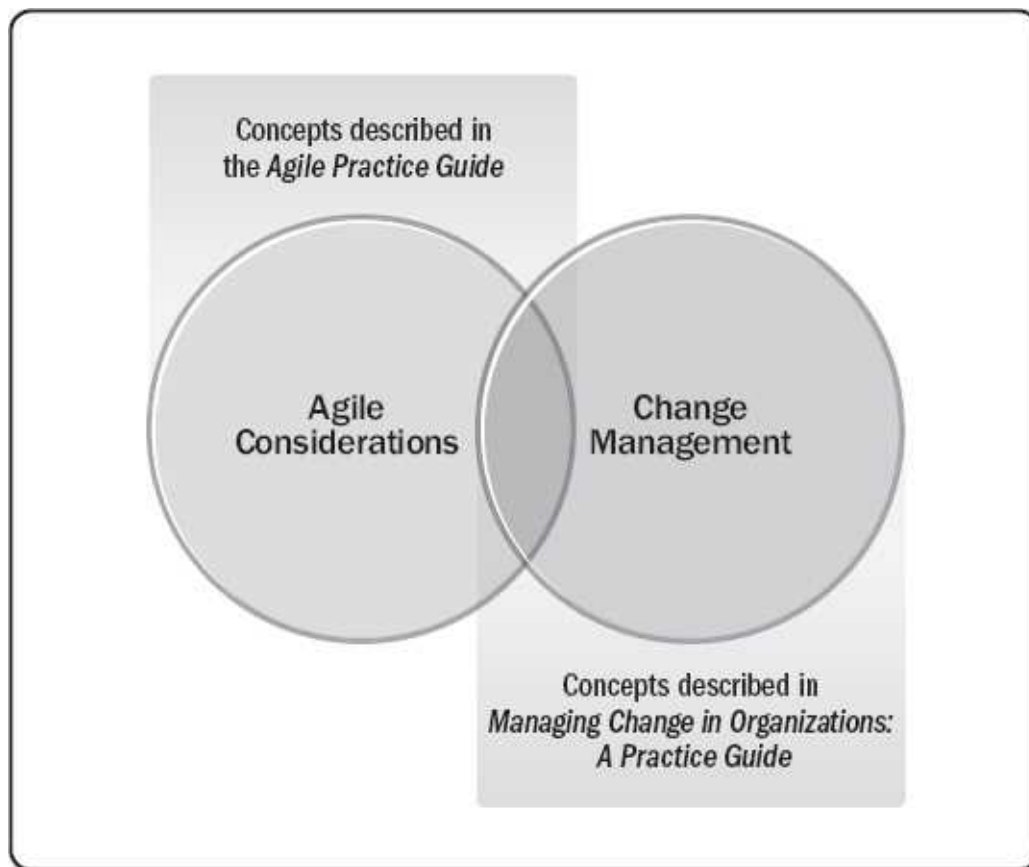 Concepts described in
the Agile Practice Guide
Agile
Considerations
Change
Management
Concepts described in
Managing Change in Organizations:
A Practice Guide